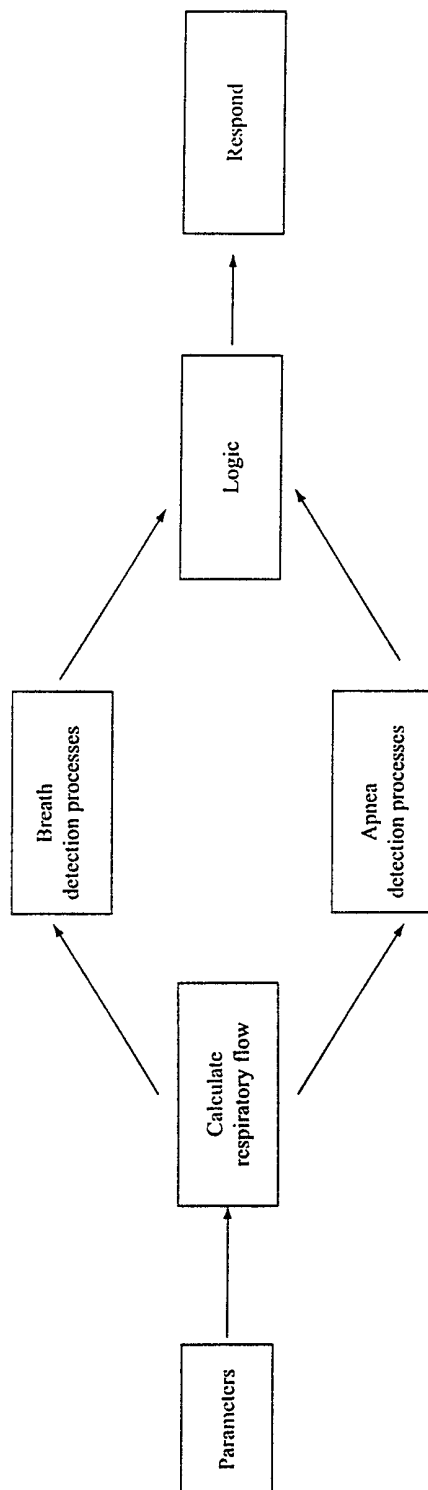 Parameters
Calculate
respiratory flow
Breath
detection processes
Apnea
detection processes
Logic
Respond